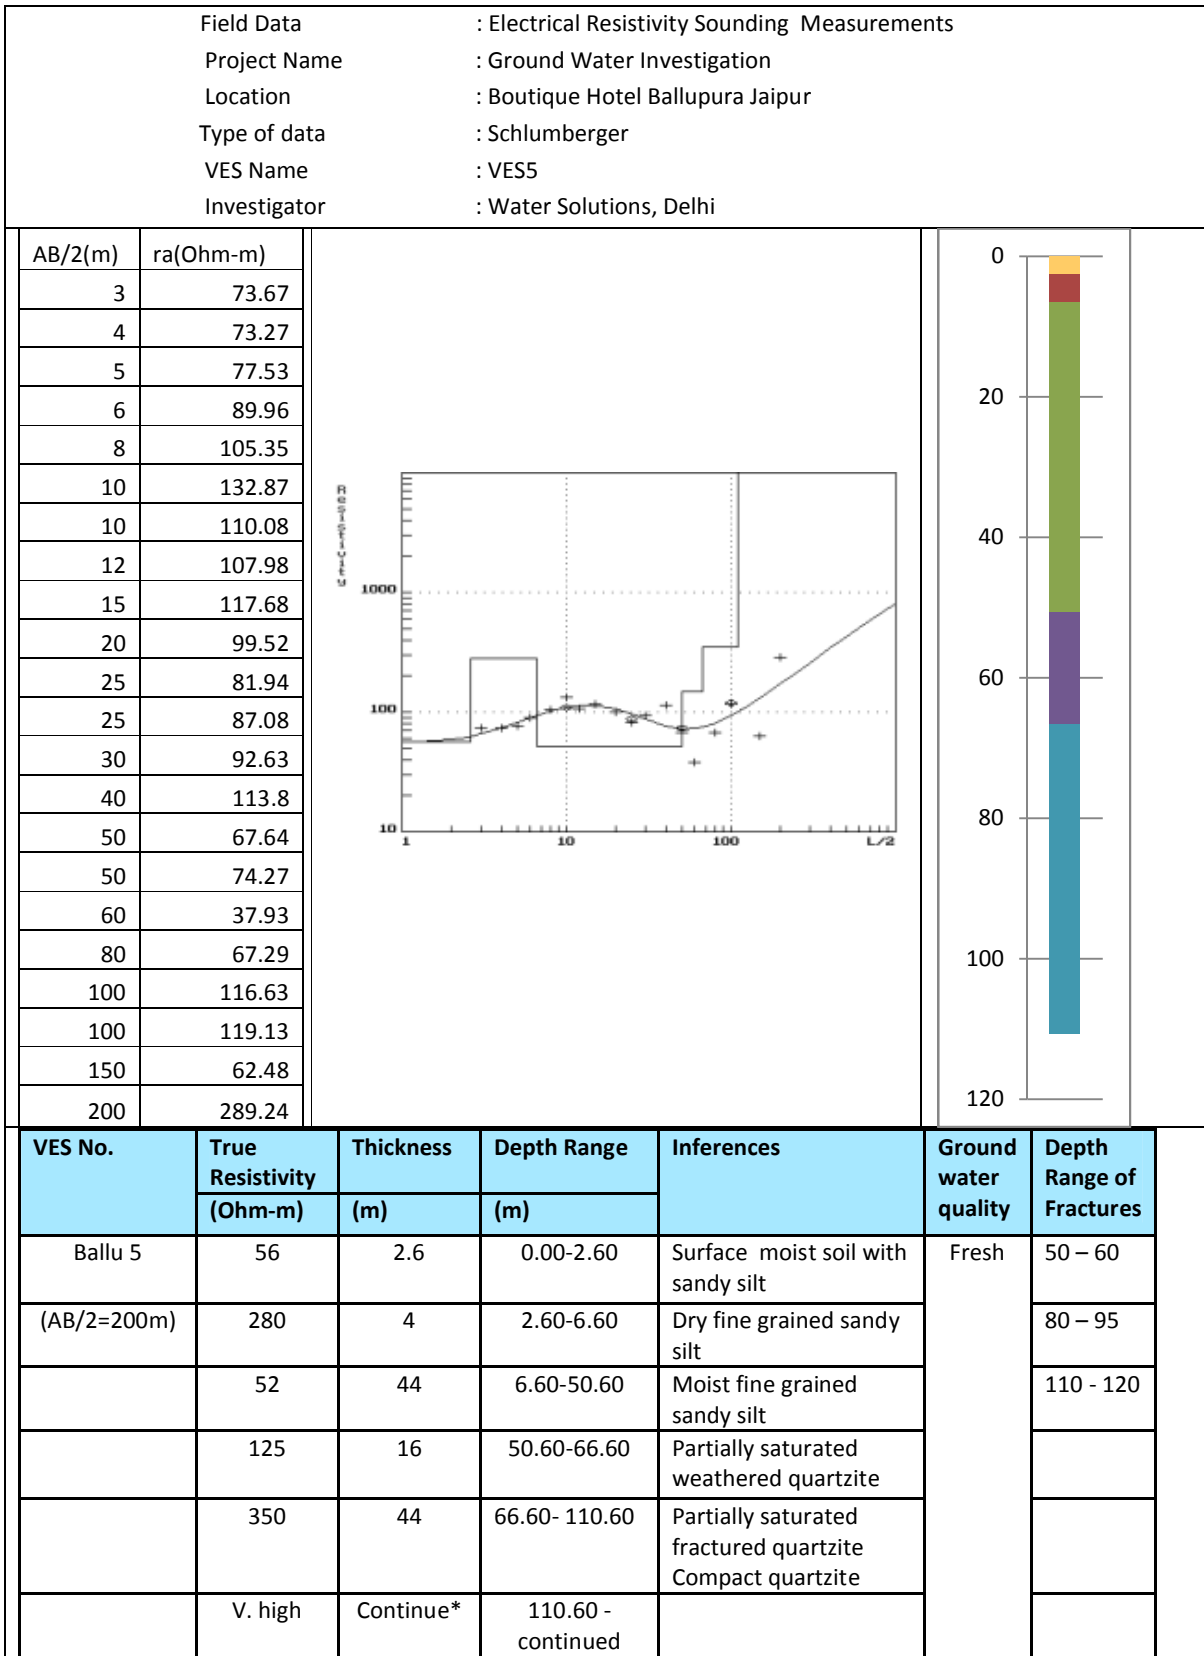 Field Data : Electrical Resistivity Sounding Measurements
Project Name : Ground Water Investigation
Location : Boutique Hotel Ballupura Jaipur
Type of data : Schlumberger
VES Name : VES5
Investigator : Water Solutions, Delhi
AB/2(m) ra(Ohm-m)
3 73.67
4 73.27
5 77.53
6 89.96
8 105.35
10 132.87
10 110.08
12 107.98
15 117.68
20 99.52
25 81.94
25 87.08
30 92.63
40 113.8
50 67.64
50 74.27
60 37.93
80 67.29
100 116.63
100 119.13
150 62.48
200 289.24
Resistivity
1000
100
10
1 10 100 L/2
0
20
40
60
80
100
120
VES No. True Resistivity (Ohm-m) Thickness (m) Depth Range (m) Inferences Ground water quality Depth Range of Fractures
Ballu 5 56 2.6 0.00-2.60 Surface moist soil with sandy silt Fresh 50 – 60
(AB/2=200m) 280 4 2.60-6.60 Dry fine grained sandy silt 80 – 95
52 44 6.60-50.60 Moist fine grained sandy silt 110 - 120
125 16 50.60-66.60 Partially saturated weathered quartzite
350 44 66.60- 110.60 Partially saturated fractured quartzite Compact quartzite
V. high Continue* 110.60 - continued